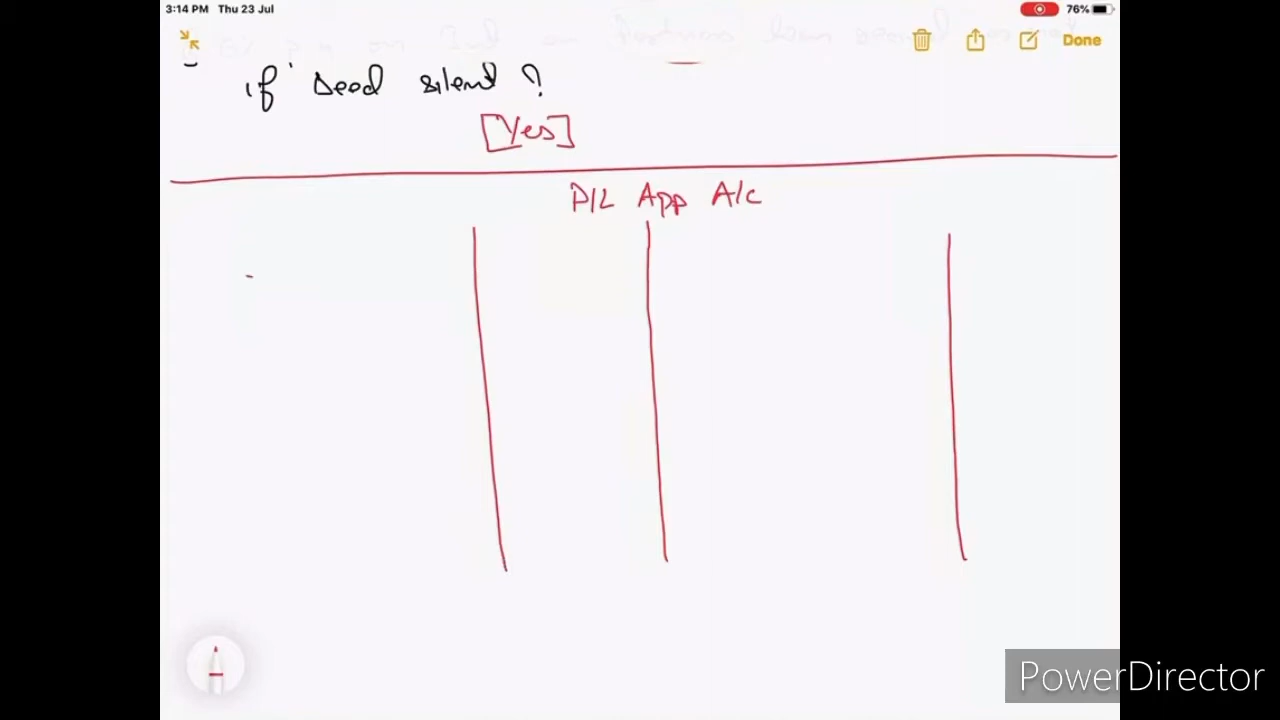 3:14 PM Thu 23 Jul
76%
Done
if deed silent ?
[Yes]
P/L App A/c
PowerDirector